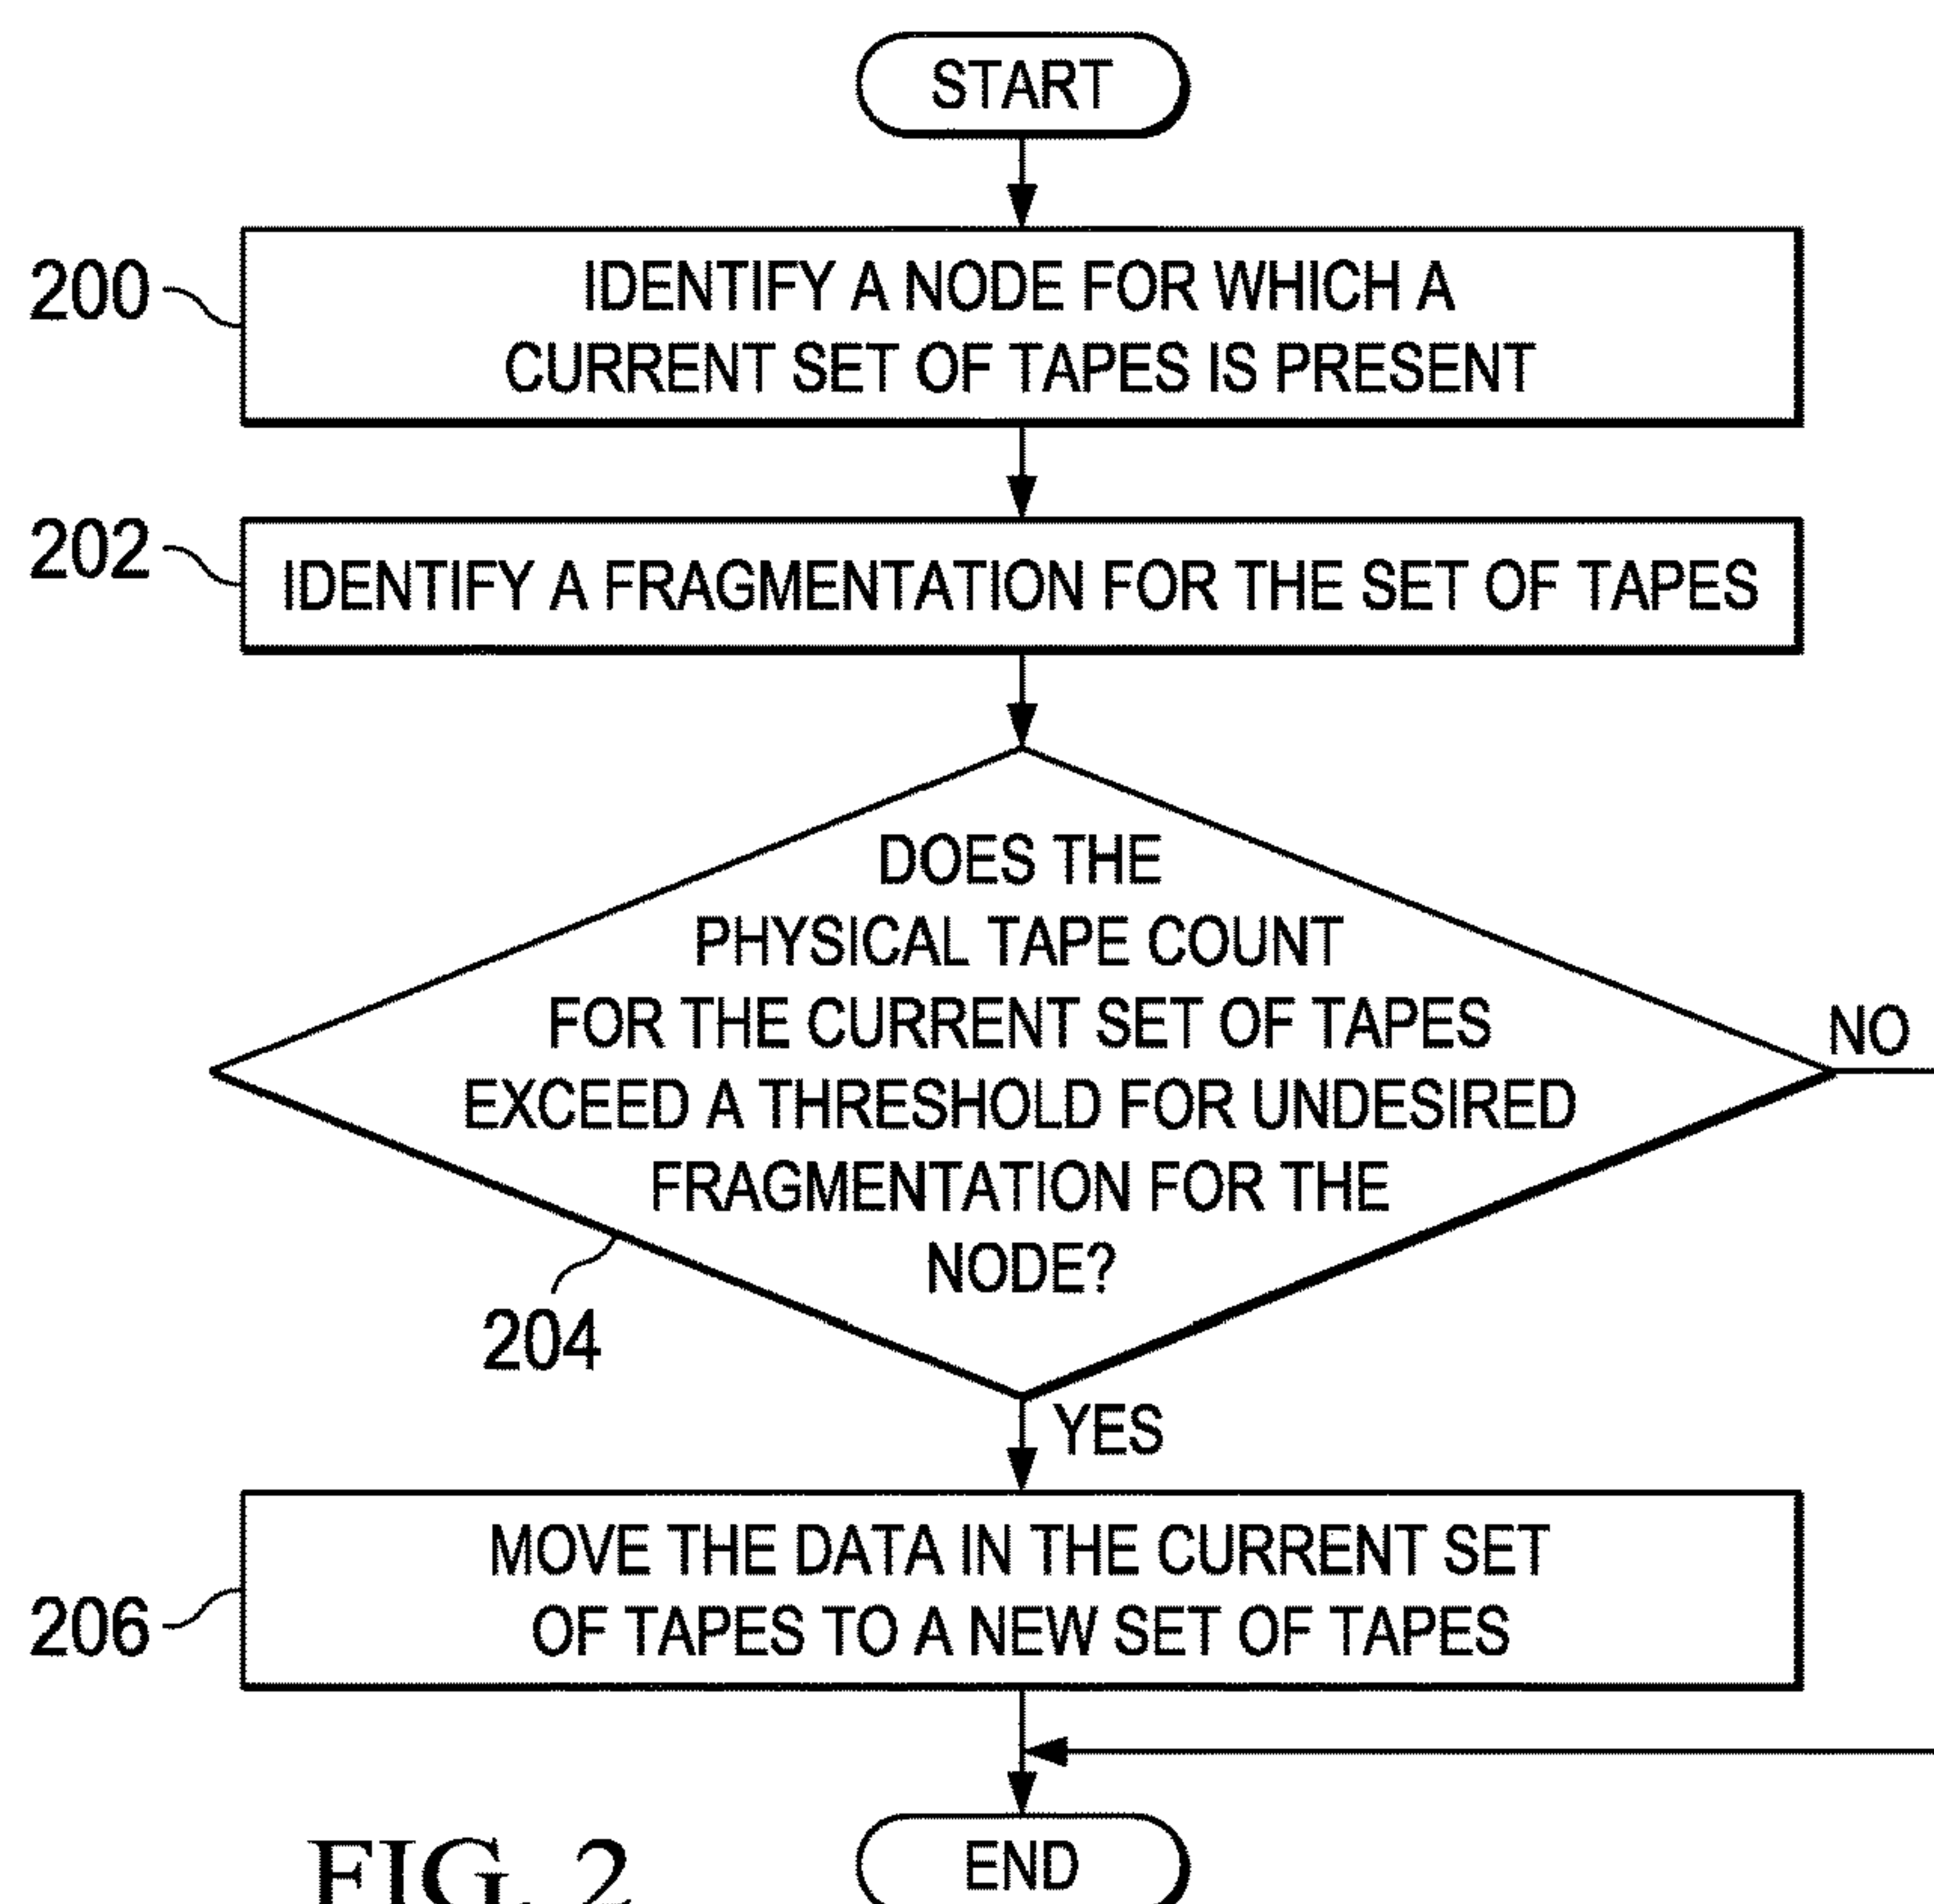 START
200
IDENTIFY A NODE FOR WHICH A
CURRENT SET OF TAPES IS PRESENT
202
IDENTIFY A FRAGMENTATION FOR THE SET OF TAPES
DOES THE
PHYSICAL TAPE COUNT
FOR THE CURRENT SET OF TAPES
EXCEED A THRESHOLD FOR UNDESIRED
FRAGMENTATION FOR THE
NODE?
NO
204
YES
206
MOVE THE DATA IN THE CURRENT SET
OF TAPES TO A NEW SET OF TAPES
END
FIG. 2